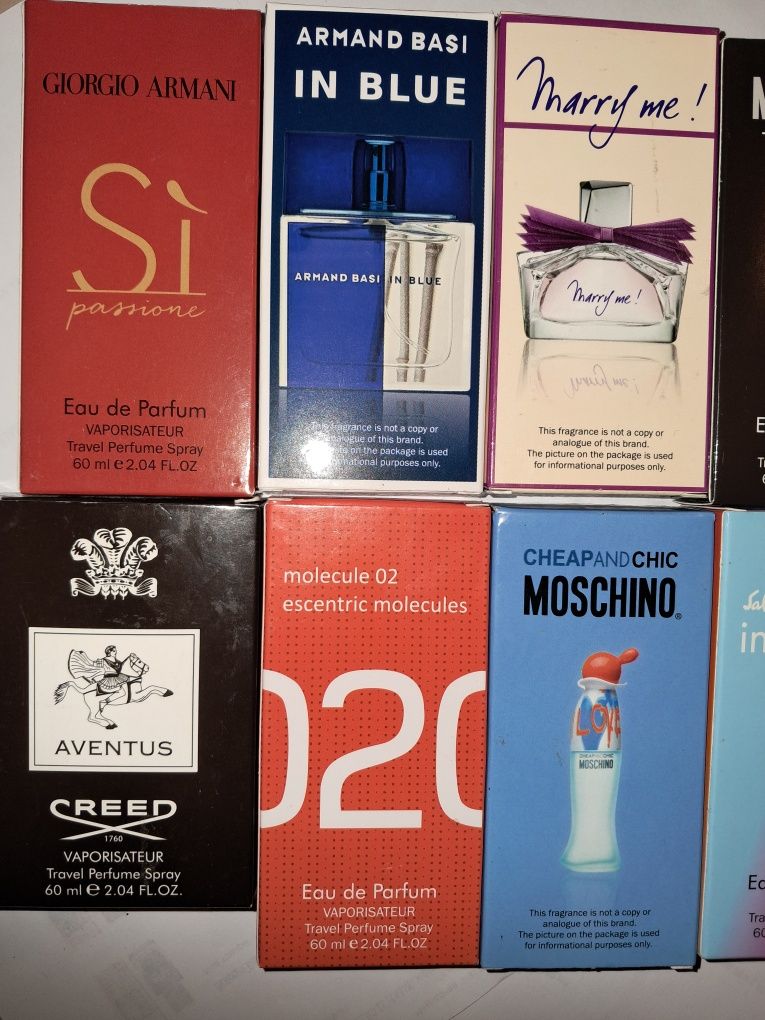 GIORGIO ARMANI
Sì
passione
Eau de Parfum
VAPORISATEUR
Travel Perfume Spray
60 ml e 2.04 FL.OZ
ARMAND BASI
IN BLUE
ARMAND BASI IN BLUE
This fragrance is not a copy or
analogue of this brand.
on the package is used
informational purposes only.
Marry me!
Marry me!
This fragrance is not a copy or
analogue of this brand.
The picture on the package is used
for informational purposes only.
AVENTUS
CREED
1760
VAPORISATEUR
Travel Perfume Spray
60 ml e 2.04 FL.OZ.
molecule 02
escentric molecules
020
Eau de Parfum
VAPORISATEUR
Travel Perfume Spray
60 ml e 2.04 FL.OZ
CHEAPANDCHIC
MOSCHINO®
LOVE
CHEAPANDCHIC
MOSCHINO
This fragrance is not a copy or
analogue of this brand.
The picture on the package is used
for informational purposes only.
in